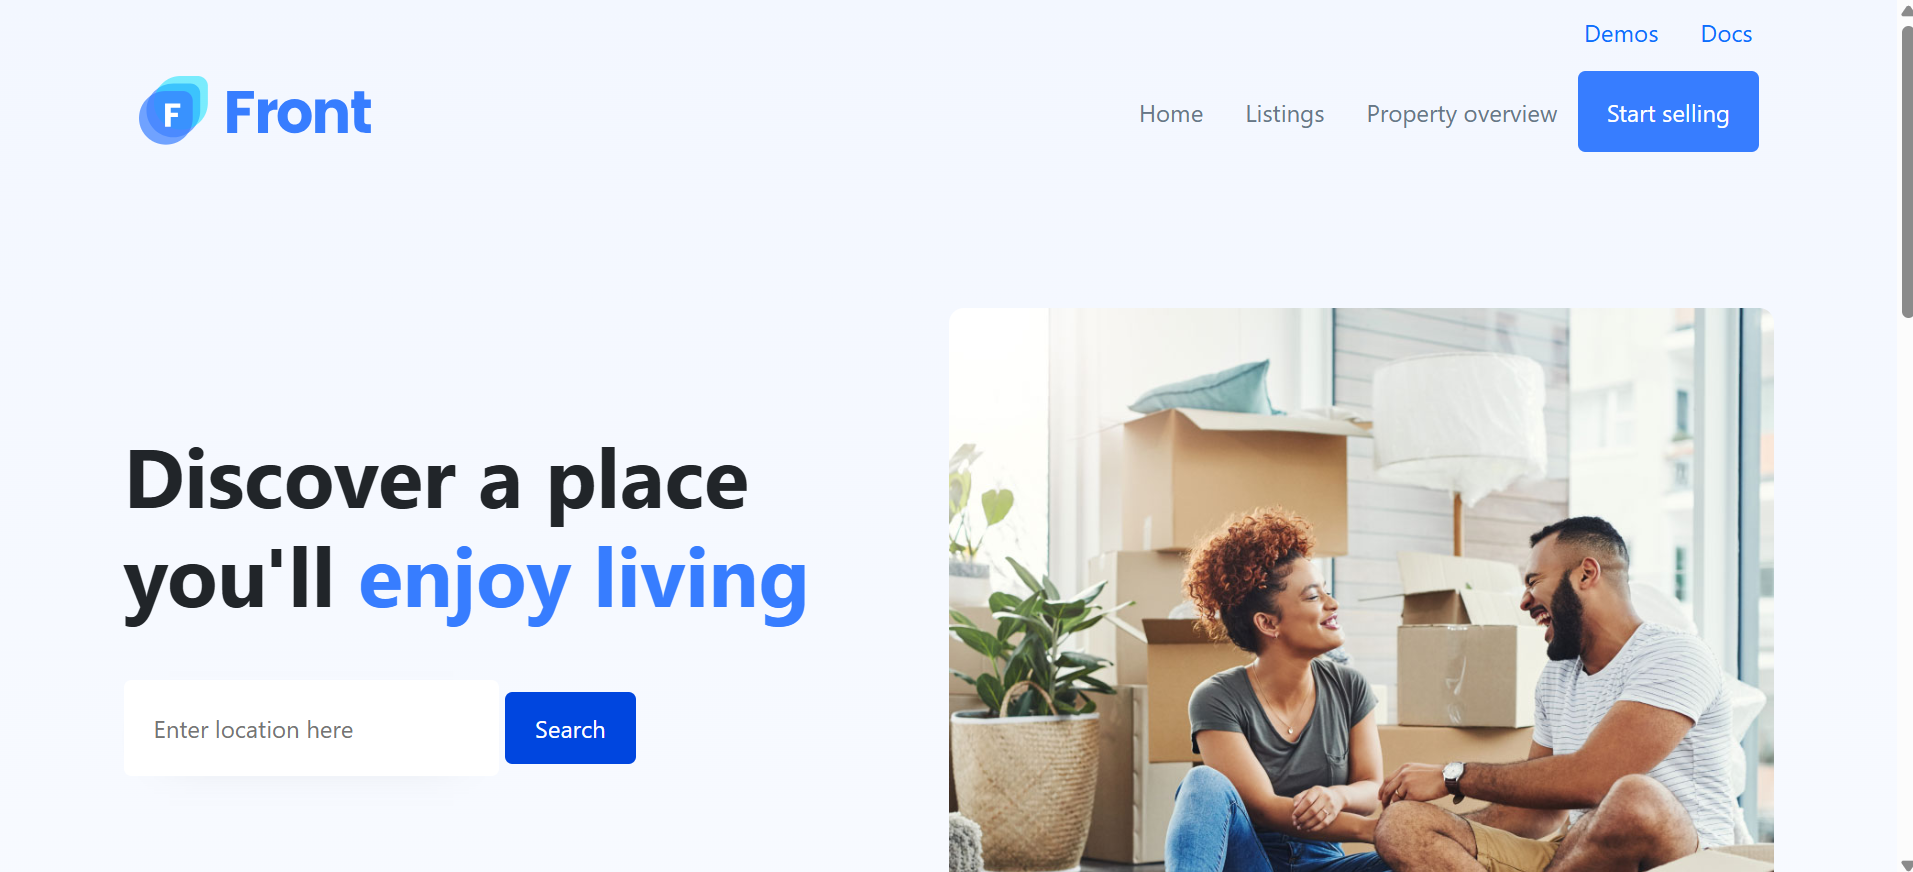 Demos Docs
F Front
Home Listings Property overview Start selling
Discover a place
you'll enjoy living
Enter location here Search